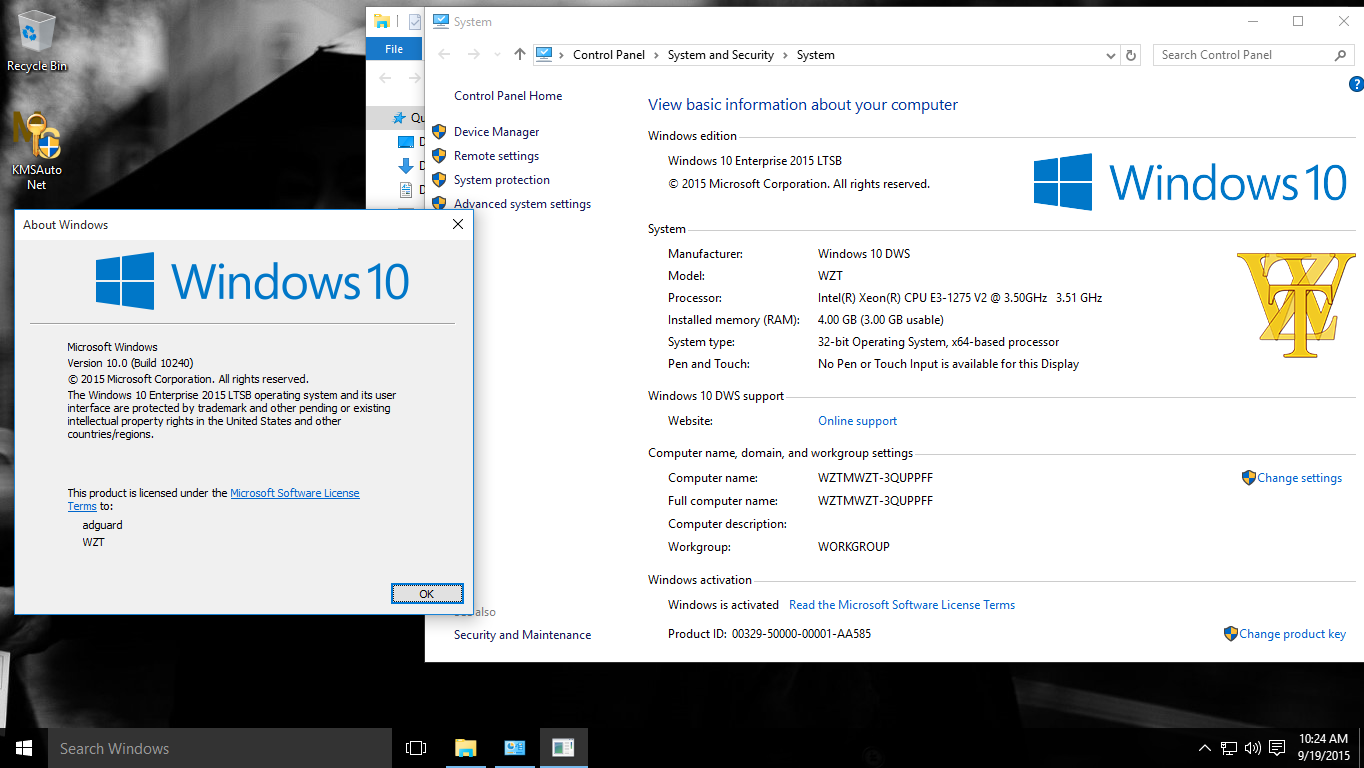 Recycle Bin
KMSAuto
Net
File
System
Control Panel
System and Security
System
Search Control Panel
Control Panel Home
Device Manager
Remote settings
System protection
Advanced system settings
View basic information about your computer
Windows edition
Windows 10 Enterprise 2015 LTSB
© 2015 Microsoft Corporation. All rights reserved.
Windows 10
System
Manufacturer: Windows 10 DWS
Model: WZT
Processor: Intel(R) Xeon(R) CPU E3-1275 V2 @ 3.50GHz 3.51 GHz
Installed memory (RAM): 4.00 GB (3.00 GB usable)
System type: 32-bit Operating System, x64-based processor
Pen and Touch: No Pen or Touch Input is available for this Display
WZT
Windows 10 DWS support
Website: Online support
Computer name, domain, and workgroup settings
Computer name: WZTMWZT-3QUPPFF
Change settings
Full computer name: WZTMWZT-3QUPPFF
Computer description:
Workgroup: WORKGROUP
Windows activation
Windows is activated Read the Microsoft Software License Terms
Product ID: 00329-50000-00001-AA585
Change product key
Security and Maintenance
About Windows
Windows 10
Microsoft Windows
Version 10.0 (Build 10240)
© 2015 Microsoft Corporation. All rights reserved.
The Windows 10 Enterprise 2015 LTSB operating system and its user
interface are protected by trademark and other pending or existing
intellectual property rights in the United States and other
countries/regions.
This product is licensed under the Microsoft Software License
Terms to:
adguard
WZT
OK
Search Windows
10:24 AM
9/19/2015